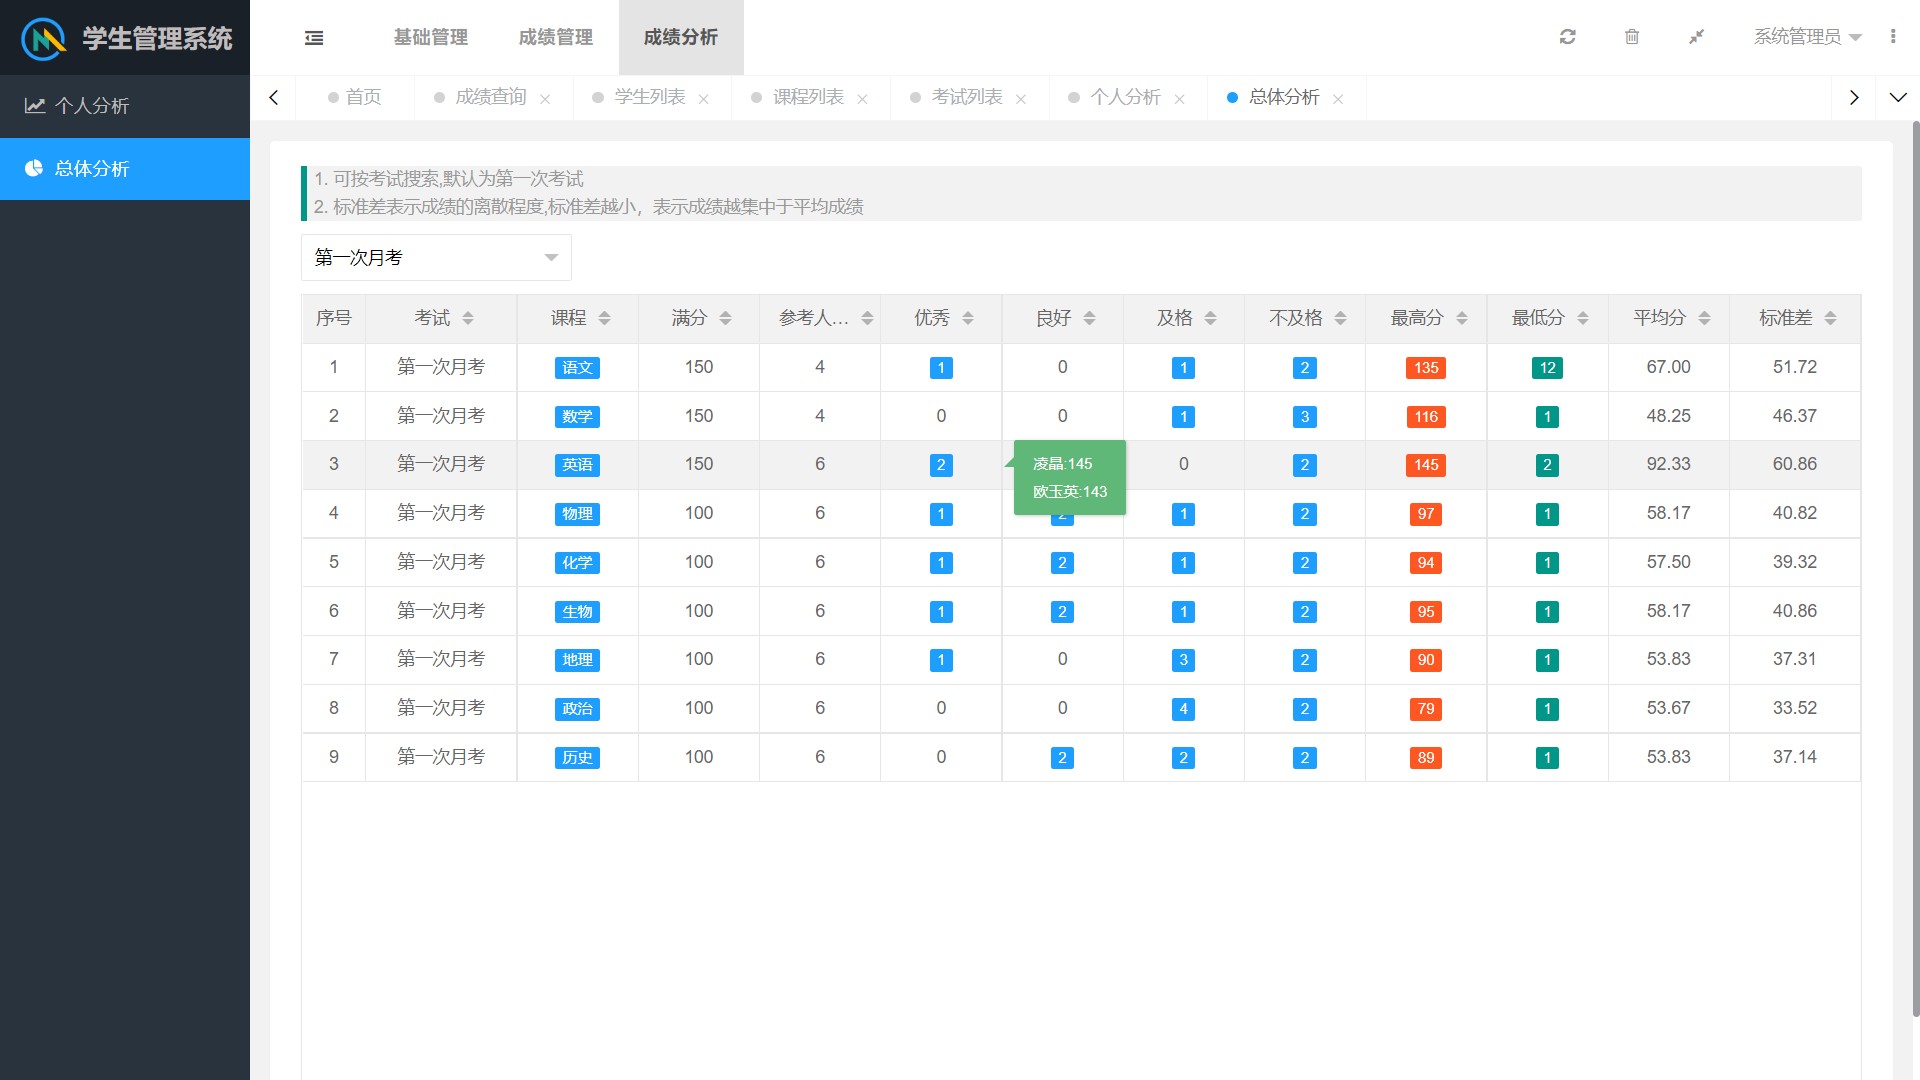 学生管理系统
基础管理 成绩管理 成绩分析
系统管理员
个人分析
总体分析
首页 成绩查询 学生列表 课程列表 考试列表 个人分析 总体分析
1. 可按考试搜索,默认为第一次考试
2. 标准差表示成绩的离散程度,标准差越小，表示成绩越集中于平均成绩
第一次月考
序号 考试 课程 满分 参考人... 优秀 良好 及格 不及格 最高分 最低分 平均分 标准差
1 第一次月考 语文 150 4 1 0 1 2 135 12 67.00 51.72
2 第一次月考 数学 150 4 0 0 1 3 116 1 48.25 46.37
3 第一次月考 英语 150 6 2 0 2 145 2 92.33 60.86
凌晶:145
欧玉英:143
4 第一次月考 物理 100 6 1 2 1 2 97 1 58.17 40.82
5 第一次月考 化学 100 6 1 2 1 2 94 1 57.50 39.32
6 第一次月考 生物 100 6 1 2 1 2 95 1 58.17 40.86
7 第一次月考 地理 100 6 1 0 3 2 90 1 53.83 37.31
8 第一次月考 政治 100 6 0 0 4 2 79 1 53.67 33.52
9 第一次月考 历史 100 6 0 2 2 2 89 1 53.83 37.14